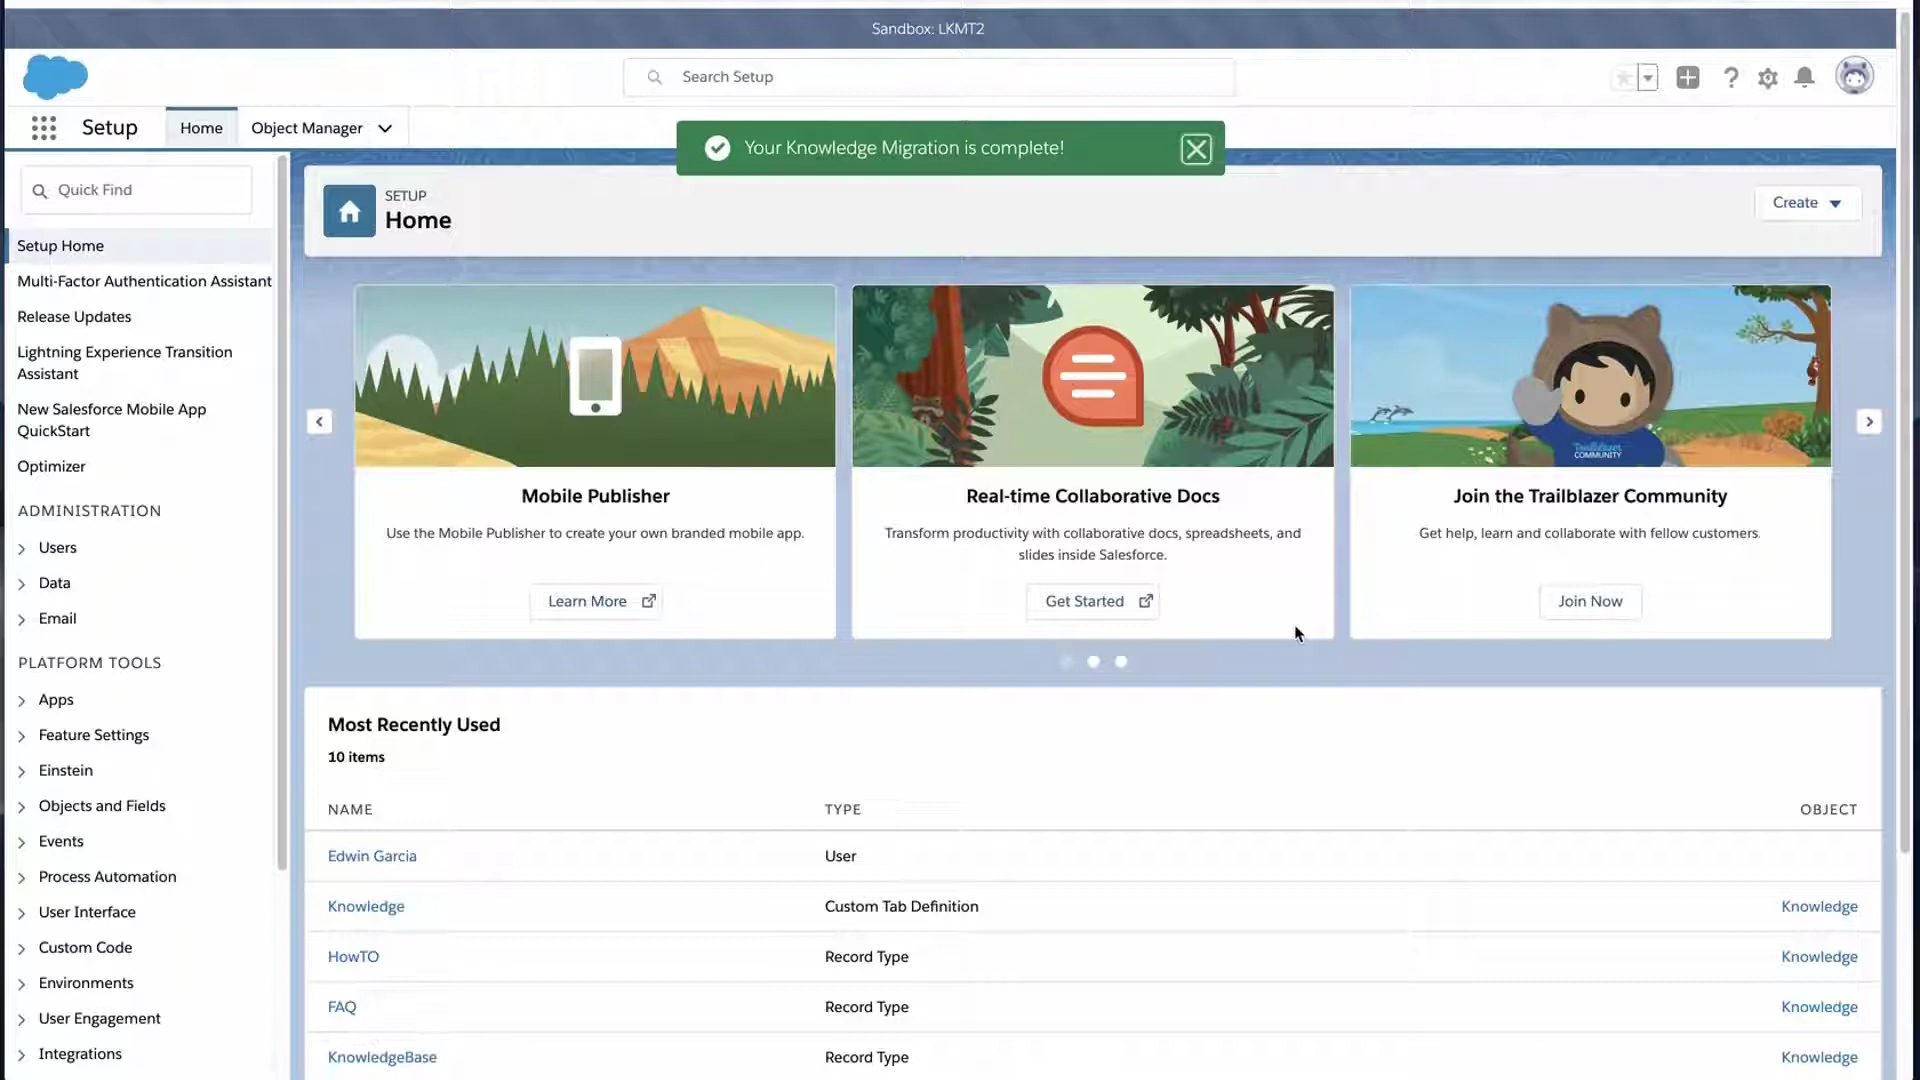 Sandbox: LKMT2
Search Setup
Setup
Home
Object Manager
Your Knowledge Migration is complete!
Quick Find
SETUP
Home
Create
Setup Home
Multi-Factor Authentication Assistant
Release Updates
Lightning Experience Transition
Assistant
New Salesforce Mobile App
QuickStart
Optimizer
ADMINISTRATION
Users
Data
Email
PLATFORM TOOLS
Apps
Feature Settings
Einstein
Objects and Fields
Events
Process Automation
User Interface
Custom Code
Environments
User Engagement
Integrations
Mobile Publisher
Use the Mobile Publisher to create your own branded mobile app.
Learn More
Real-time Collaborative Docs
Transform productivity with collaborative docs, spreadsheets, and
slides inside Salesforce.
Get Started
Trailblazer
COMMUNITY
Join the Trailblazer Community
Get help, learn and collaborate with fellow customers.
Join Now
Most Recently Used
10 items
NAME TYPE OBJECT
Edwin Garcia User
Knowledge Custom Tab Definition Knowledge
HowTO Record Type Knowledge
FAQ Record Type Knowledge
KnowledgeBase Record Type Knowledge